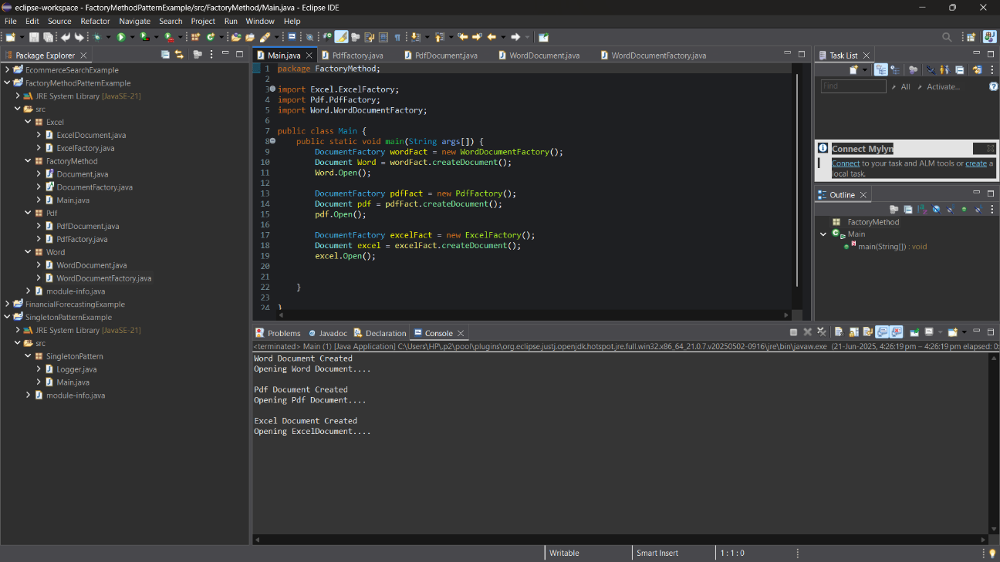 eclipse-workspace - FactoryMethodPatternExample/src/FactoryMethod/Main.java - Eclipse IDE
File Edit Source Refactor Navigate Search Project Run Window Help
Package Explorer
EcommerceSearchExample
FactoryMethodPatternExample
JRE System Library [JavaSE-21]
src
Excel
ExcelDocument.java
ExcelFactory.java
FactoryMethod
Document.java
DocumentFactory.java
Main.java
Pdf
PdfDocument.java
PdfFactory.java
Word
WordDocument.java
WordDocumentFactory.java
module-info.java
FinancialForecastingExample
SingletonPatternExample
JRE System Library [JavaSE-21]
src
SingletonPattern
Logger.java
Main.java
module-info.java
Main.java PdfFactory.java PdfDocument.java WordDocument.java WordDocumentFactory.java
1 package FactoryMethod;
2
3 import Excel.ExcelFactory;
4 import Pdf.PdfFactory;
5 import Word.WordDocumentFactory;
6
7 public class Main {
8 public static void main(String args[]) {
9 DocumentFactory wordFact = new WordDocumentFactory();
10 Document Word = wordFact.createDocument();
11 Word.Open();
12
13 DocumentFactory pdfFact = new PdfFactory();
14 Document pdf = pdfFact.createDocument();
15 pdf.Open();
16
17 DocumentFactory excelFact = new ExcelFactory();
18 Document excel = excelFact.createDocument();
19 excel.Open();
20
21
22 }
23
24 }
Task List
Find All Activate...
Connect Mylyn
Connect to your task and ALM tools or create a
local task.
Outline
FactoryMethod
Main
main(String[]) : void
Problems Javadoc Declaration Console
<terminated> Main (1) [Java Application] C:\Users\HP\.p2\pool\plugins\org.eclipse.justj.openjdk.hotspot.jre.full.win32.x86_64_21.0.7.v20250502-0916\jre\bin\javaw.exe (21-Jun-2025, 4:26:19 pm – 4:26:19 pm elapsed: 0:
Word Document Created
Opening Word Document....
Pdf Document Created
Opening Pdf Document....
Excel Document Created
Opening ExcelDocument....
Writable Smart Insert 1 : 1 : 0